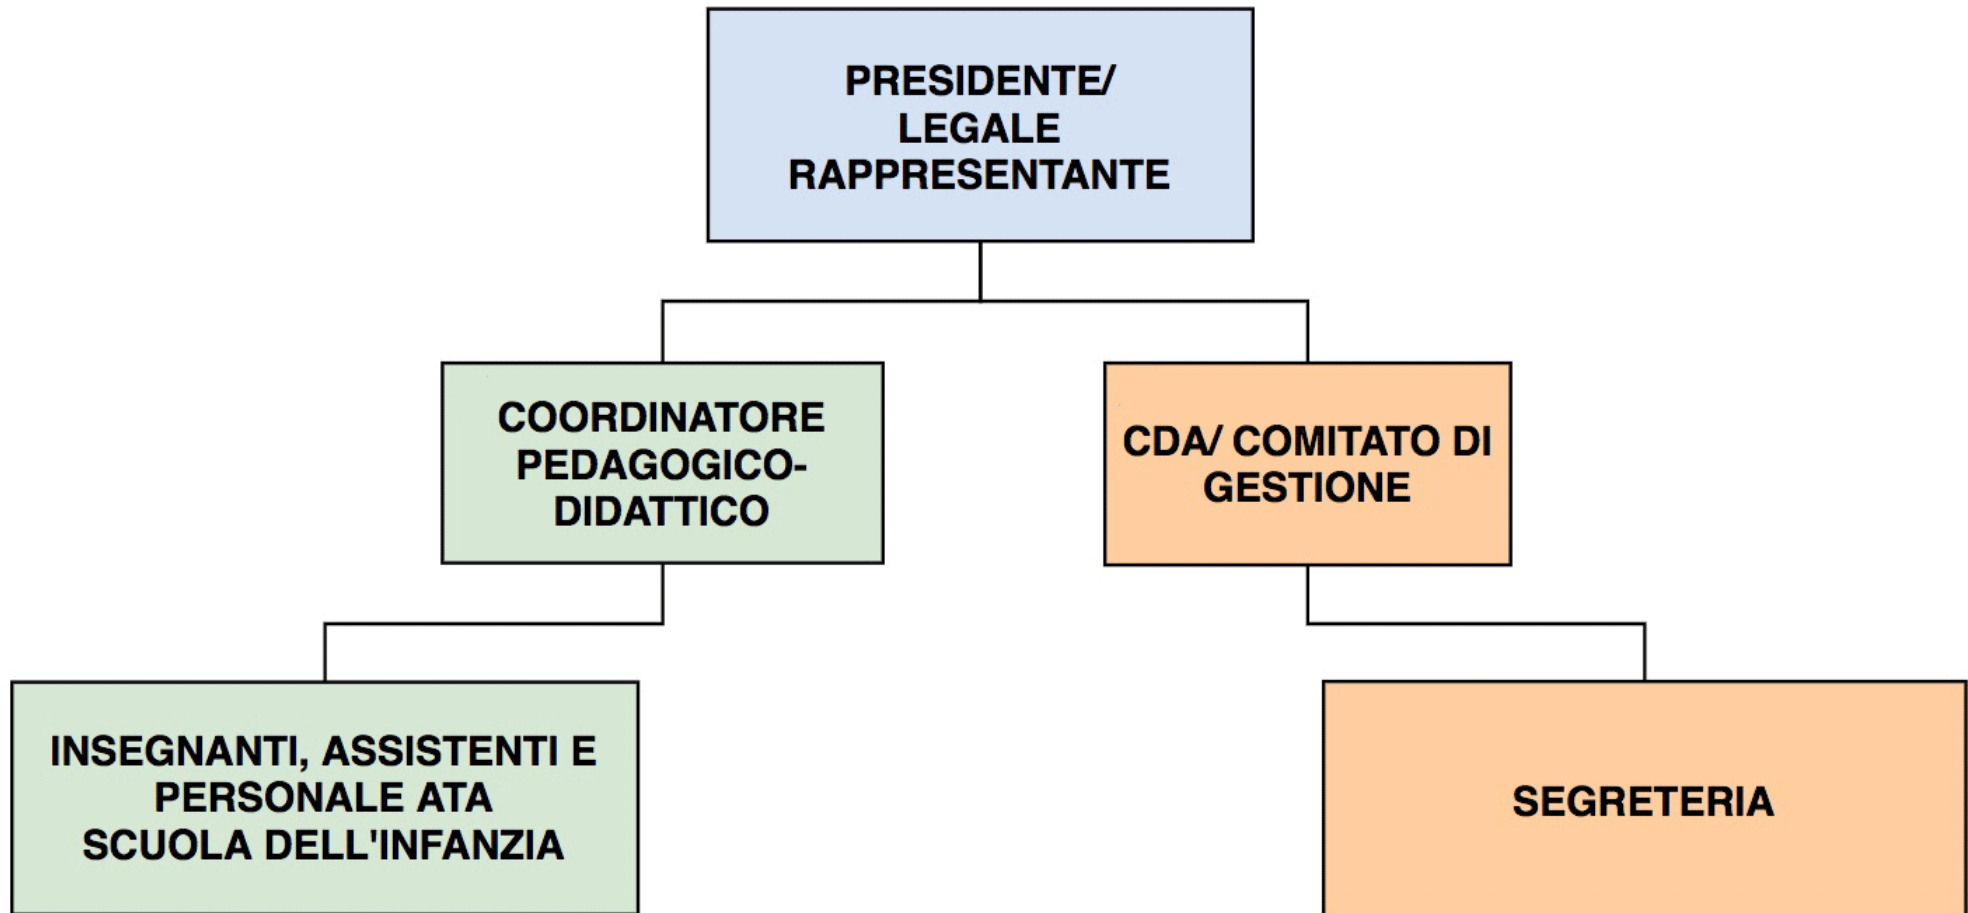 PRESIDENTE/
LEGALE
RAPPRESENTANTE
COORDINATORE
PEDAGOGICO-
DIDATTICO
CDA/ COMITATO DI
GESTIONE
INSEGNANTI, ASSISTENTI E
PERSONALE ATA
SCUOLA DELL'INFANZIA
SEGRETERIA